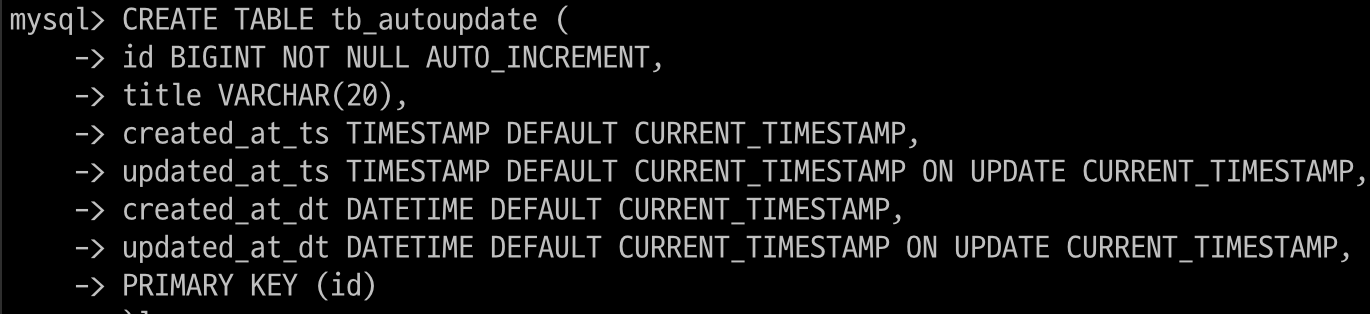 mysql> CREATE TABLE tb_autoupdate (
    -> id BIGINT NOT NULL AUTO_INCREMENT,
    -> title VARCHAR(20),
    -> created_at_ts TIMESTAMP DEFAULT CURRENT_TIMESTAMP,
    -> updated_at_ts TIMESTAMP DEFAULT CURRENT_TIMESTAMP ON UPDATE CURRENT_TIMESTAMP,
    -> created_at_dt DATETIME DEFAULT CURRENT_TIMESTAMP,
    -> updated_at_dt DATETIME DEFAULT CURRENT_TIMESTAMP ON UPDATE CURRENT_TIMESTAMP,
    -> PRIMARY KEY (id)